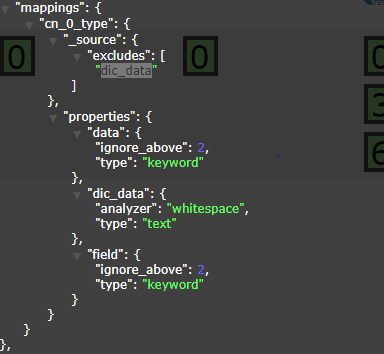 "mappings": {
"cn_0_type": {
"_source": {
0
"excludes": [
0
0
"dic_data"
]
},
3
"properties": {
"data": {
6
"ignore_above": 2,
"type": "keyword"
},
"dic_data": {
"analyzer": "whitespace",
"type": "text"
},
"field": {
"ignore_above": 2,
"type": "keyword"
}
}
}
},